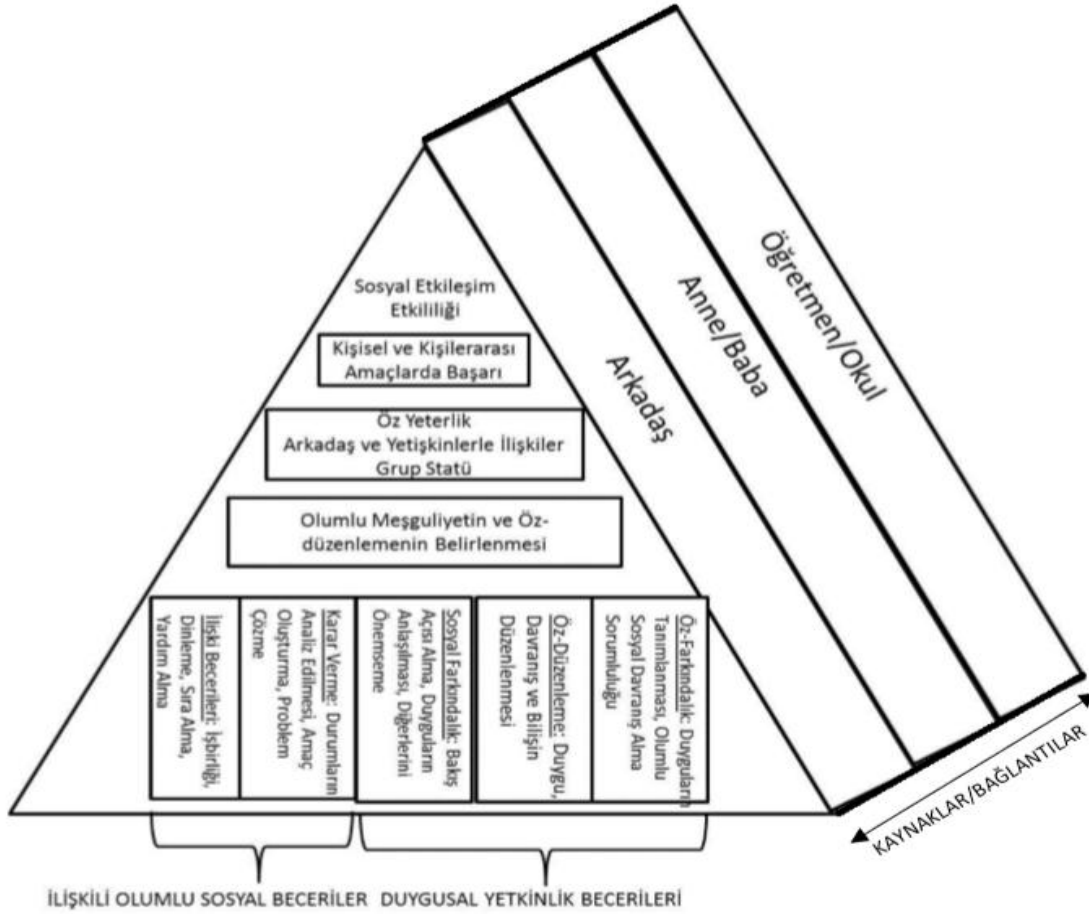 Sosyal Etkileşim
Etkililiği
Kişisel ve Kişilerarası
Amaçlarda Başarı
Öz Yeterlik
Arkadaş ve Yetişkinlerle İlişkiler
Grup Statü
Olumlu Meşguliyetin ve Öz-
düzenlemenin Belirlenmesi
İlişki Becerileri: İşbirliği,
Dinleme, Sıra Alma,
Yardım Alma
Karar Verme: Durumların
Analiz Edilmesi, Amaç
Oluşturma, Problem
Çözme
Sosyal Farkındalık: Bakış
Açısı Alma, Duyguların
Anlaşılması, Diğerlerini
Önemseme
Öz-Düzenleme: Duygu,
Davranış ve Bilişin
Düzenlenmesi
Öz-Farkındalık: Duyguların
Tanımlanması, Olumlu
Sosyal Davranış Alma
Sorumluluğu
Arkadaş
Anne/Baba
Öğretmen/Okul
KAYNAKLAR/BAĞLANTILAR
İLİŞKİLİ OLUMLU SOSYAL BECERİLER
DUYGUSAL YETKİNLİK BECERİLERİ